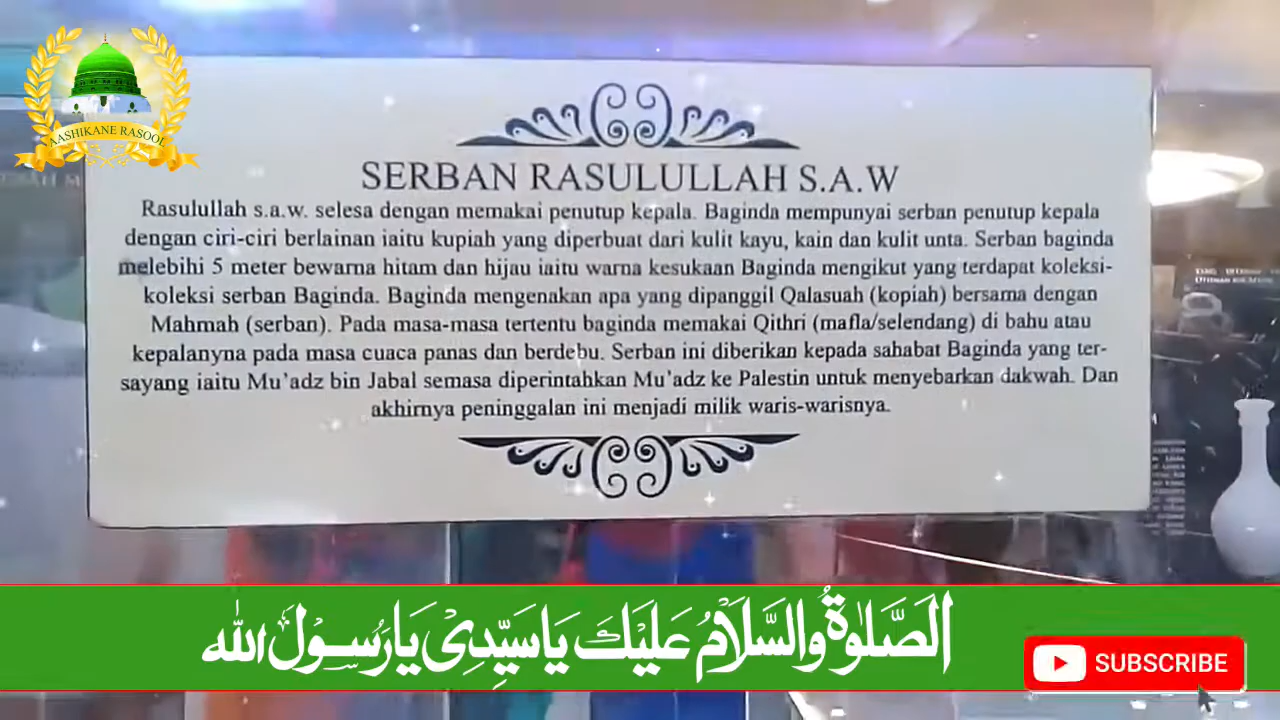 AASHIKANE RASOOL
SERBAN RASULULLAH S.A.W
Rasulullah s.a.w. selesa dengan memakai penutup kepala. Baginda mempunyai serban penutup kepala
dengan ciri-ciri berlainan iaitu kupiah yang diperbuat dari kulit kayu, kain dan kulit unta. Serban baginda
melebihi 5 meter bewarna hitam dan hijau iaitu warna kesukaan Baginda mengikut yang terdapat koleksi-
koleksi serban Baginda. Baginda mengenakan apa yang dipanggil Qalasuah (kopiah) bersama dengan
Mahmah (serban). Pada masa-masa tertentu baginda memakai Qithri (mafla/selendang) di bahu atau
kepalanyna pada masa cuaca panas dan berdebu. Serban ini diberikan kepada sahabat Baginda yang ter-
sayang iaitu Mu'adz bin Jabal semasa diperintahkan Mu'adz ke Palestin untuk menyebarkan dakwah. Dan
akhirnya peninggalan ini menjadi milik waris-warisnya.
اَلصَّلٰوةُ وَالسَّلَامُ عَلَيْكَ يَا سَيِّدِىْ يَا رَسُوْلَ اللّٰه
SUBSCRIBE